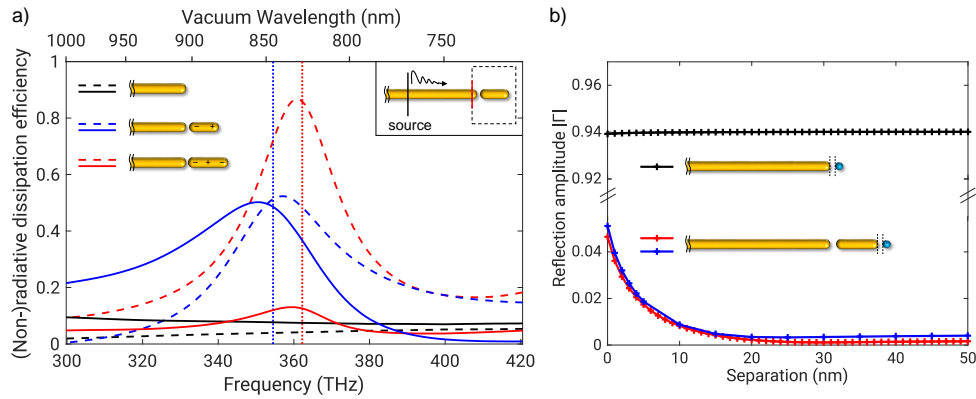 a)
Vacuum Wavelength (nm)
1000 950 900 850 800 750
(Non-)radiative dissipation efficiency
1
0.8
0.6
0.4
0.2
0
source
- +
- + -
300 320 340 360 380 400 420
Frequency (THz)
b)
Reflection amplitude |Γ|
0.94
0.92
0.04
0.02
0
0 10 20 30 40 50
Separation (nm)